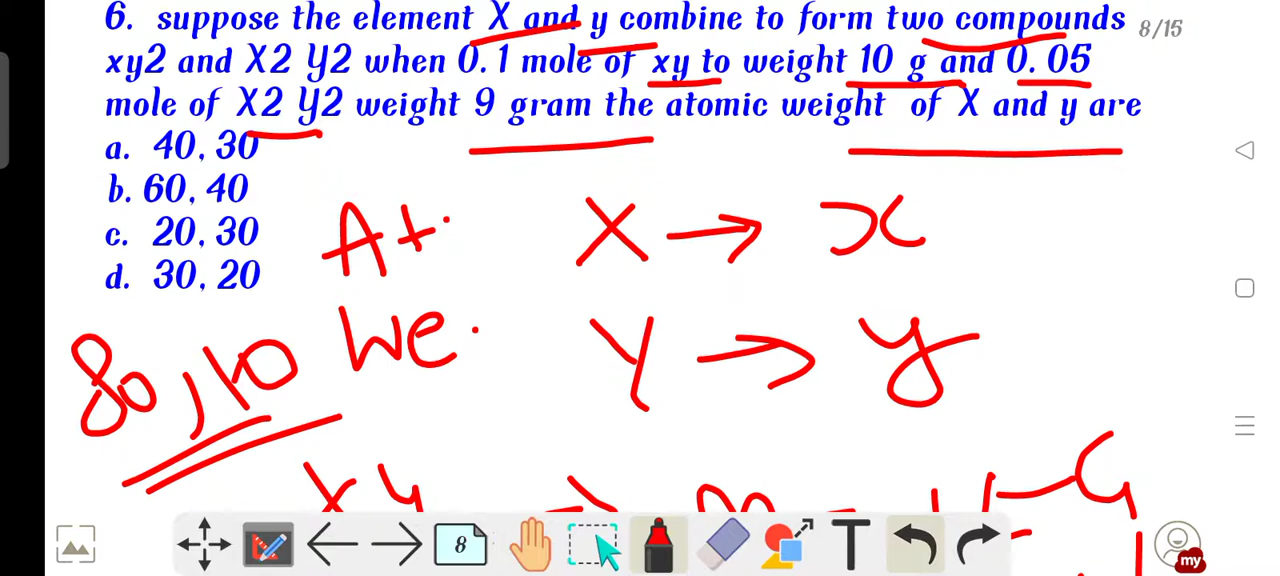 6. suppose the element X and y combine to form two compounds
8/15
xy2 and X2 Y2 when 0.1 mole of xy to weight 10 g and 0.05
mole of X2 Y2 weight 9 gram the atomic weight of X and y are
a. 40, 30
b. 60, 40
c. 20, 30
d. 30, 20
At. X → x
We. Y → y
80, 10
xy
8
T
my